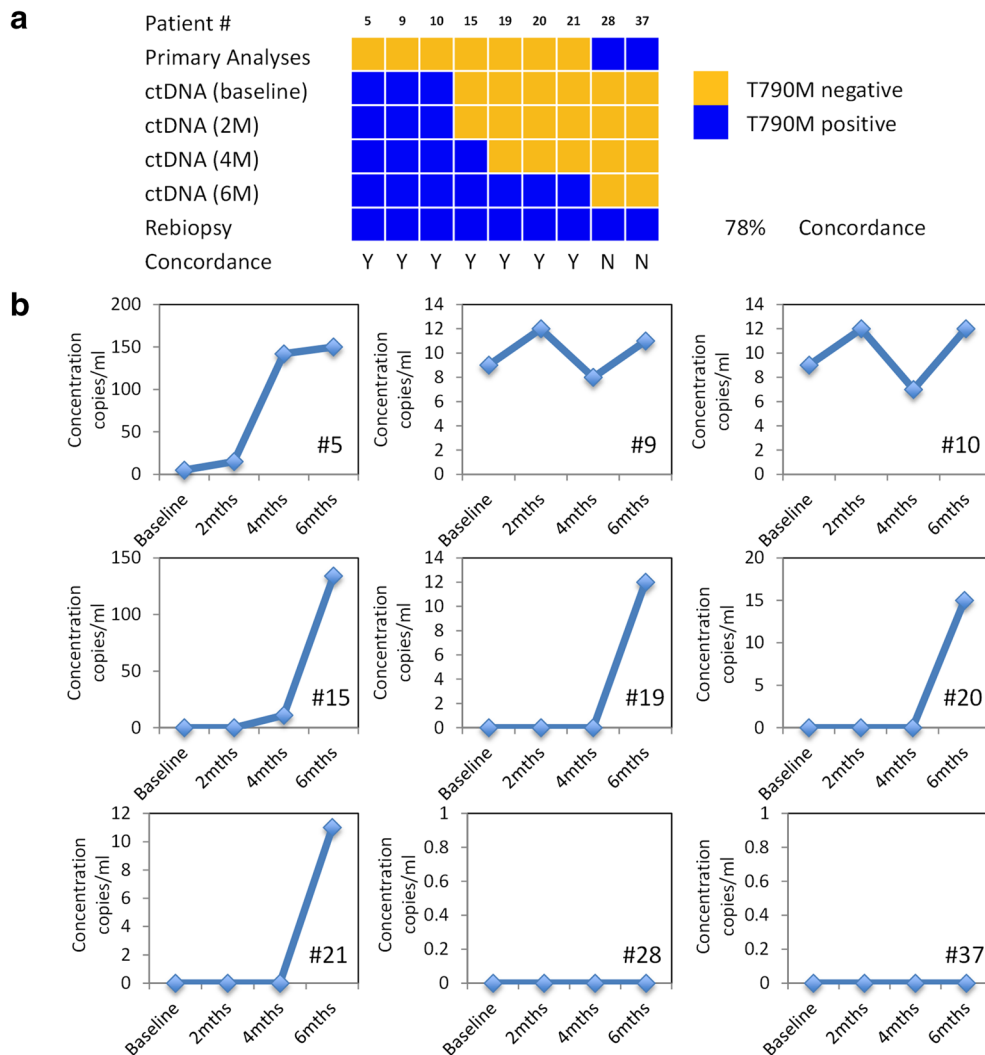 a
Patient # 5 9 10 15 19 20 21 28 37
Primary Analyses
ctDNA (baseline)
ctDNA (2M)
ctDNA (4M)
ctDNA (6M)
Rebiopsy
Concordance Y Y Y Y Y Y Y N N
T790M negative
T790M positive
78% Concordance
b
Concentration
copies/ml
200
150
100
50
0
#5
Baseline 2mths 4mths 6mths
Concentration
copies/ml
14
12
10
8
6
4
2
0
#9
Baseline 2mths 4mths 6mths
Concentration
copies/ml
14
12
10
8
6
4
2
0
#10
Baseline 2mths 4mths 6mths
Concentration
copies/ml
150
100
50
0
#15
Baseline 2mths 4mths 6mths
Concentration
copies/ml
14
12
10
8
6
4
2
0
#19
Baseline 2mths 4mths 6mths
Concentration
copies/ml
20
15
10
5
0
#20
Baseline 2mths 4mths 6mths
Concentration
copies/ml
12
10
8
6
4
2
0
#21
Baseline 2mths 4mths 6mths
Concentration
copies/ml
1
0.8
0.6
0.4
0.2
0
#28
Baseline 2mths 4mths 6mths
Concentration
copies/ml
1
0.8
0.6
0.4
0.2
0
#37
Baseline 2mths 4mths 6mths